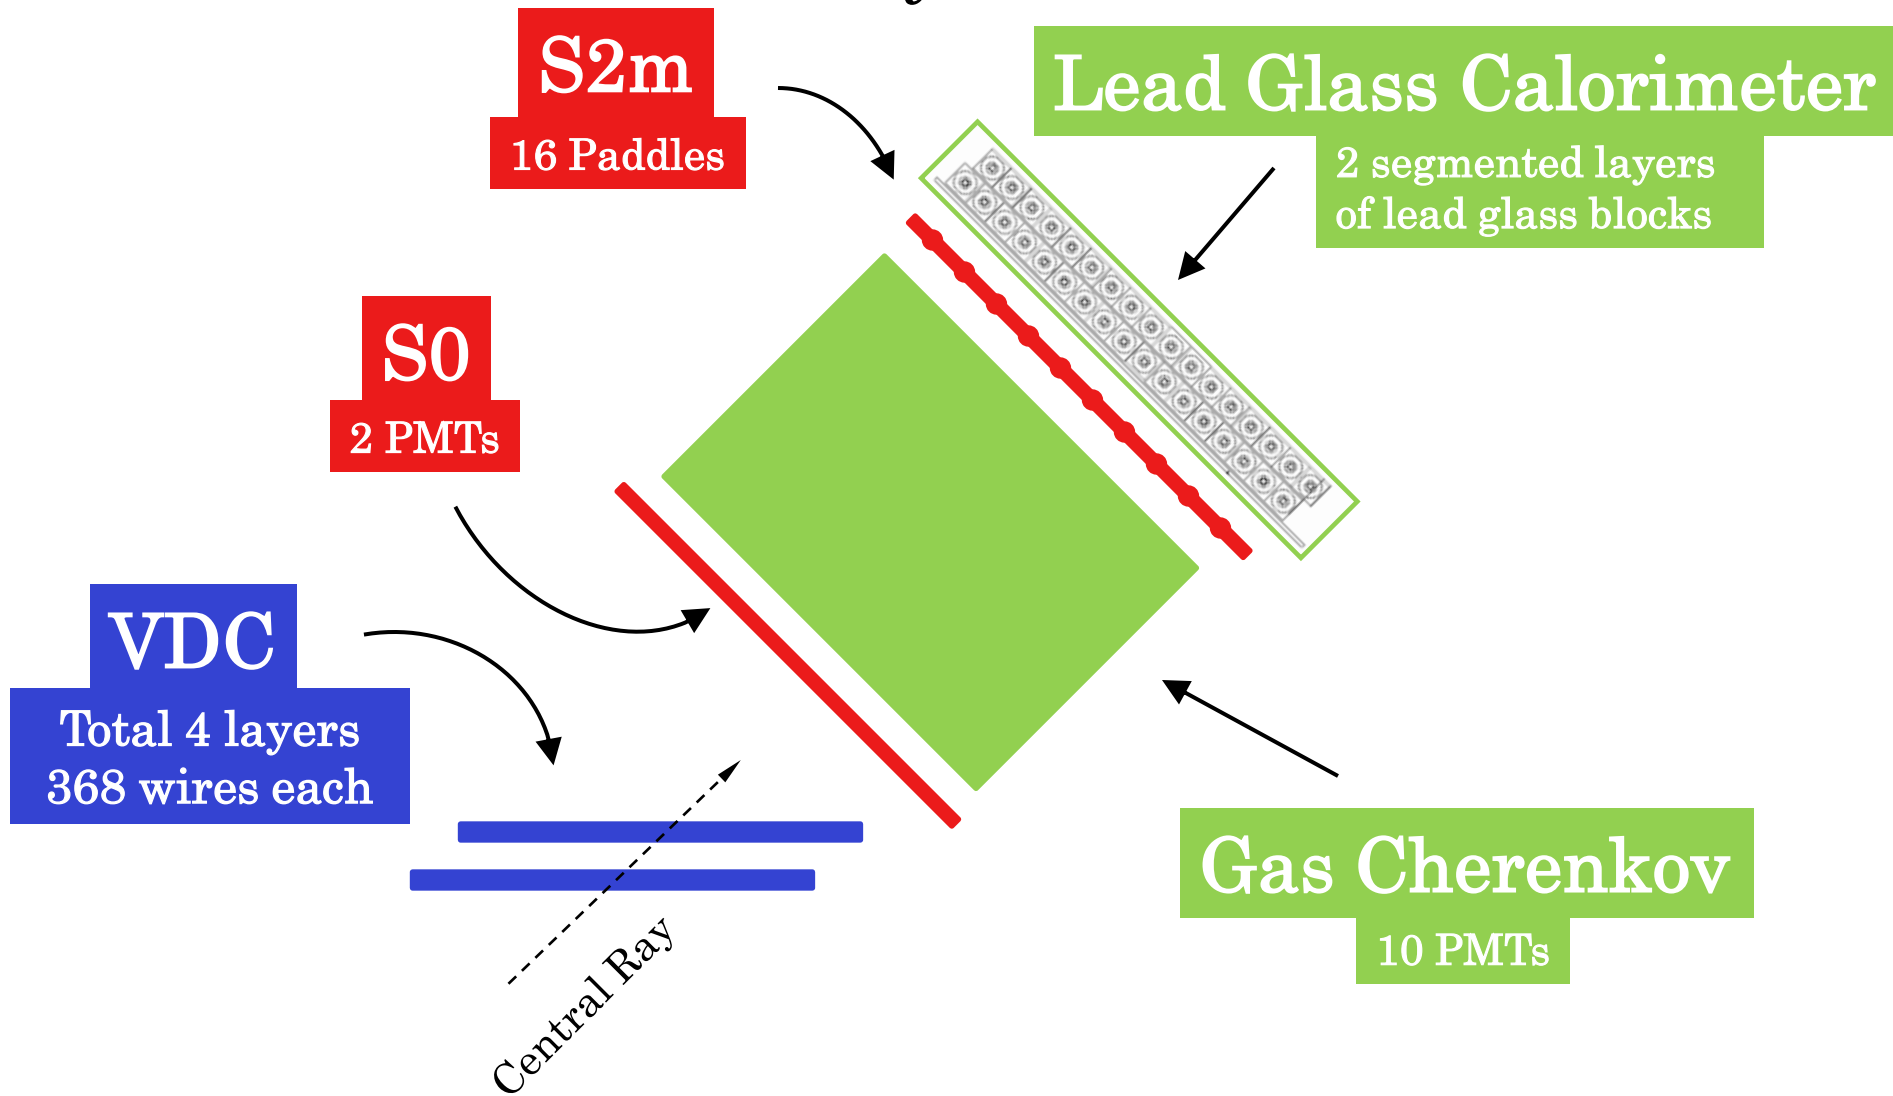 S2m
16 Paddles
Lead Glass Calorimeter
2 segmented layers
of lead glass blocks
S0
2 PMTs
VDC
Total 4 layers
368 wires each
Gas Cherenkov
10 PMTs
Central Ray